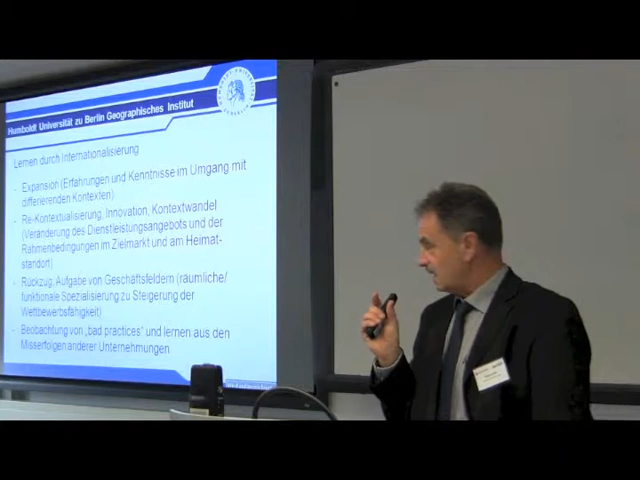 Humboldt Universität zu Berlin Geographisches Institut
Lernen durch Internationalisierung
- Expansion (Erfahrungen und Kenntnisse im Umgang mit
differierenden Kontexten)
- Re-Kontextualisierung, Innovation, Kontextwandel
(Veränderung des Dienstleistungsangebots und der
Rahmenbedingungen im Zielmarkt und am Heimat-
standort)
- Rückzug, Aufgabe von Geschäftsfeldern (räumliche/
funktionale Spezialisierung zu Steigerung der
Wettbewerbsfähigkeit)
- Beobachtung von „bad practices“ und lernen aus den
Misserfolgen anderer Unternehmungen